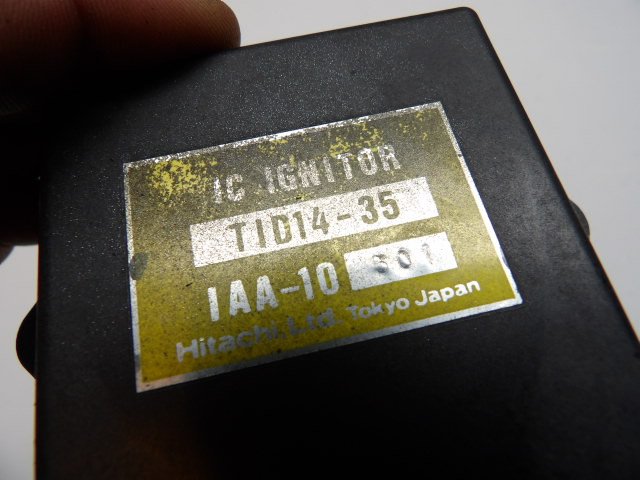 IC IGNITOR
TID14-35
IAA-10 601
Hitachi, Ltd. Tokyo Japan